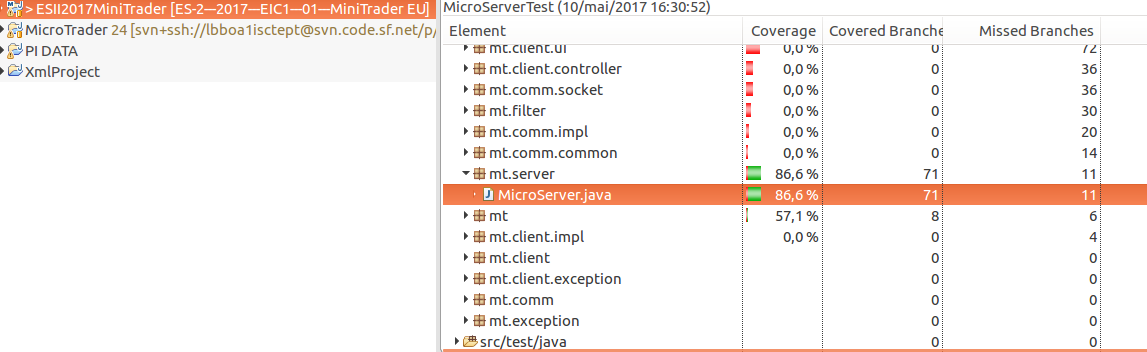 > ESII2017MiniTrader [ES-2—2017—EIC1—01—MiniTrader EU]
MicroTrader 24 [svn+ssh://lbboa1isctept@svn.code.sf.net/p/
PI DATA
XmlProject
MicroServerTest (10/mai/2017 16:30:52)
Element Coverage Covered Branche Missed Branches
mt.client.ui 0,0 % 0 72
mt.client.controller 0,0 % 0 36
mt.comm.socket 0,0 % 0 36
mt.filter 0,0 % 0 30
mt.comm.impl 0,0 % 0 20
mt.comm.common 0,0 % 0 14
mt.server 86,6 % 71 11
MicroServer.java 86,6 % 71 11
mt 57,1 % 8 6
mt.client.impl 0,0 % 0 4
mt.client 0 0
mt.client.exception 0 0
mt.comm 0 0
mt.exception 0 0
src/test/java 0 0